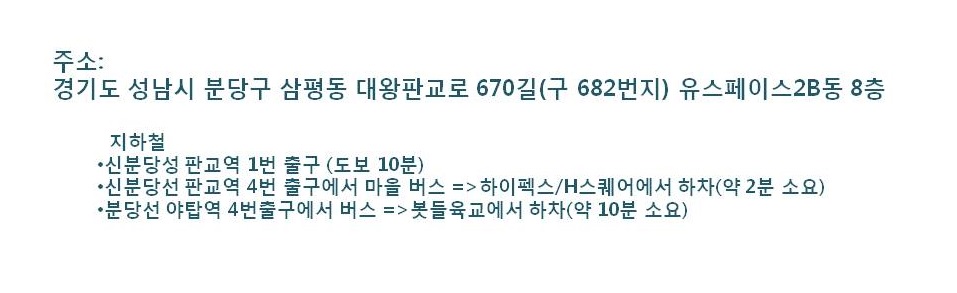 주소:
경기도 성남시 분당구 삼평동 대왕판교로 670길(구 682번지) 유스페이스2B동 8층
지하철
•신분당성 판교역 1번 출구 (도보 10분)
•신분당선 판교역 4번 출구에서 마을 버스 =>하이펙스/H스퀘어에서 하차(약 2분 소요)
•분당선 야탑역 4번출구에서 버스 =>봇들육교에서 하차(약 10분 소요)